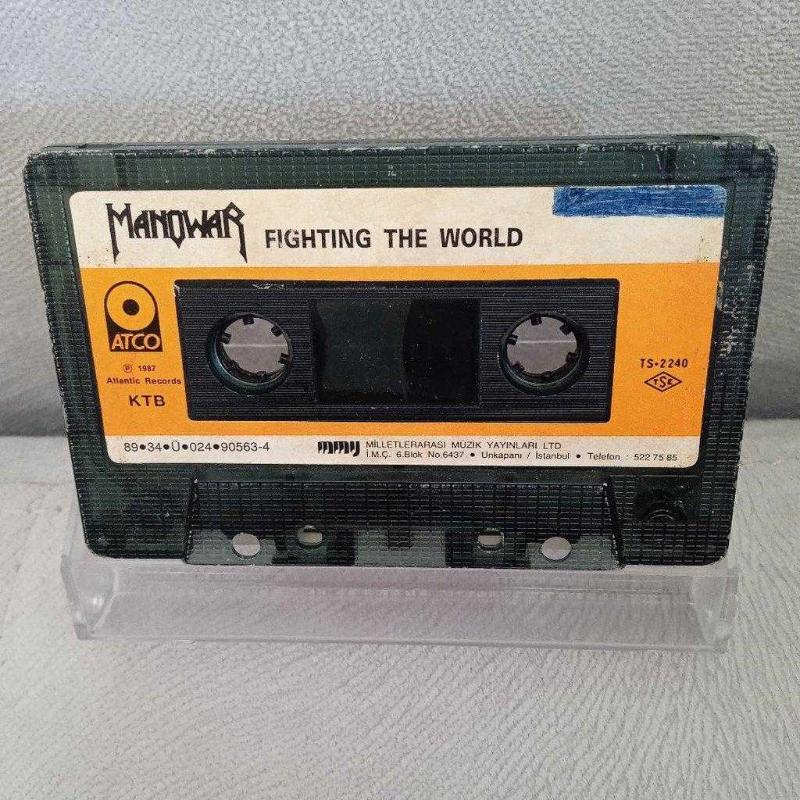 MANOWAR FIGHTING THE WORLD
ATCO
℗ 1987
Atlantic Records
KTB
TS•2240
TSE
89•34•Ü•024•90563-4
mmy MİLLETLERARASI MÜZİK YAYINLARI LTD
İ.M.Ç. 6.Blok No.6437 • Unkapanı / İstanbul • Telefon : 522 75 85